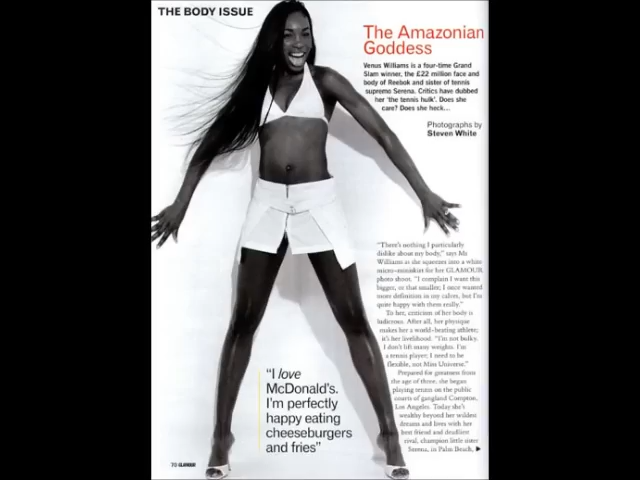 THE BODY ISSUE
The Amazonian
Goddess
Venus Williams is a four-time Grand
Slam winner, the £22 million face and
body of Reebok and sister of tennis
supremo Serena. Critics have dubbed
her 'the tennis hulk'. Does she
care? Does she heck...
Photographs by
Steven White
"There's nothing I particularly
dislike about my body," says Ms
Williams as she squeezes into a white
micro-miniskirt for her GLAMOUR
photo shoot. "I complain I want this
bigger, or that smaller; I once wanted
more definition in my calves, but I'm
quite happy with them really."
To her, criticism of her body is
ludicrous. After all, her physique
makes her a world-beating athlete;
it's her livelihood. "I'm not bulky.
I don't lift many weights. I'm
a tennis player; I need to be
flexible, not Miss Universe."
Prepared for greatness from
the age of three, she began
playing tennis on the public
courts of gangland Compton,
Los Angeles. Today she's
wealthy beyond her wildest
dreams and lives with her
best friend and deadliest
rival, champion little sister
Serena, in Palm Beach,
"I love
McDonald's.
I'm perfectly
happy eating
cheeseburgers
and fries"
70 GLAMOUR